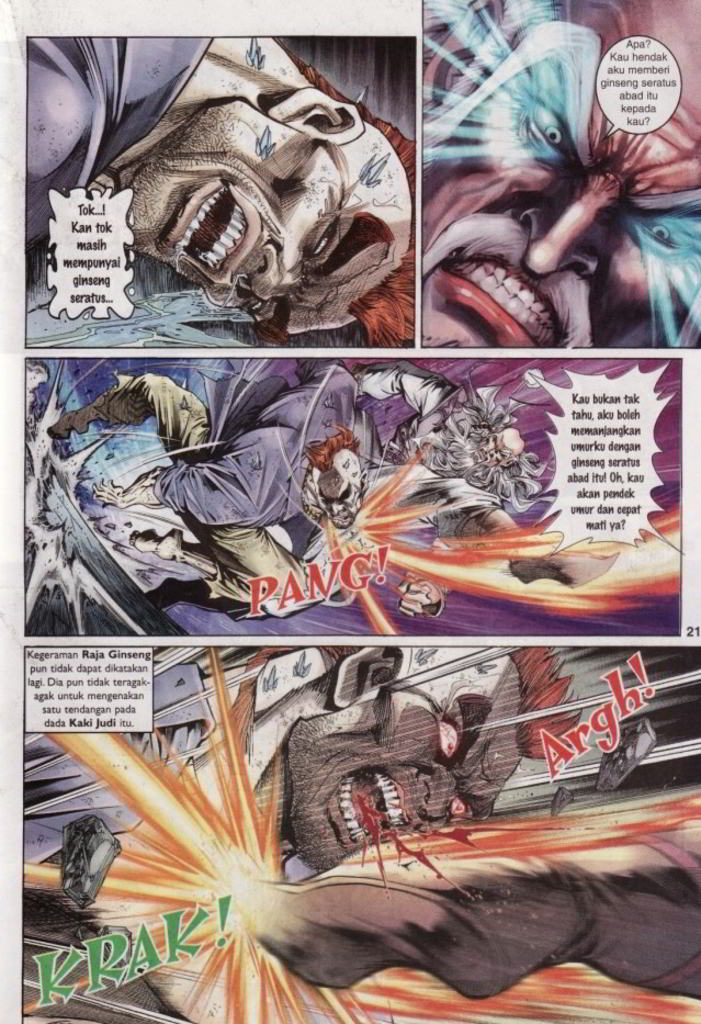 Tok...!
Kan tok
masih
mempunyai
ginseng
seratus...
Apa?
Kau hendak
aku memberi
ginseng seratus
abad itu
kepada
kau?
Kau bukan tak
tahu, aku boleh
memanjangkan
umurku dengan
ginseng seratus
abad itu! Oh, kau
akan pendek
umur dan cepat
mati ya?
PANG!
21
Kegeraman Raja Ginseng
pun tidak dapat dikatakan
lagi. Dia pun tidak teragak-
agak untuk mengenakan
satu tendangan pada
dada Kaki Judi itu.
Argh!
KRAK!